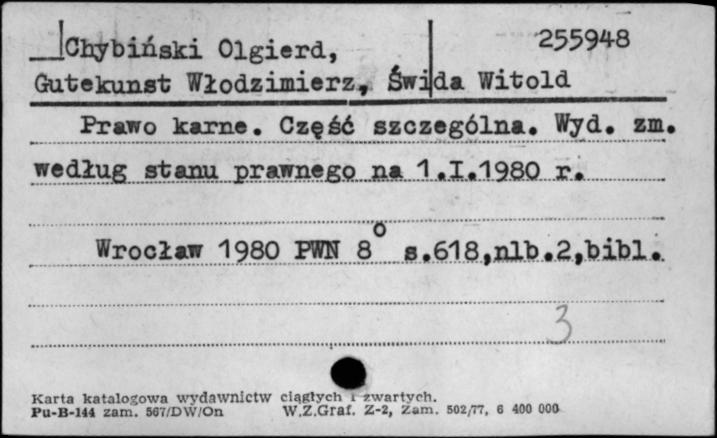 255948
Chybiński Olgierd,
Gutekunst Włodzimierz, Świda Witold
Prawo karne. Część szczególna. Wyd. zm.
według stanu prawnego na 1.I.1980 r.
Wrocław 1980 PWN 8° s.618,nlb.2,bibl.
3
Karta katalogowa wydawnictw ciągłych i zwartych.
Pu-B-144 zam. 567/DW/On W.Z.Graf. Z-2, Zam. 502/77, 6 400 000